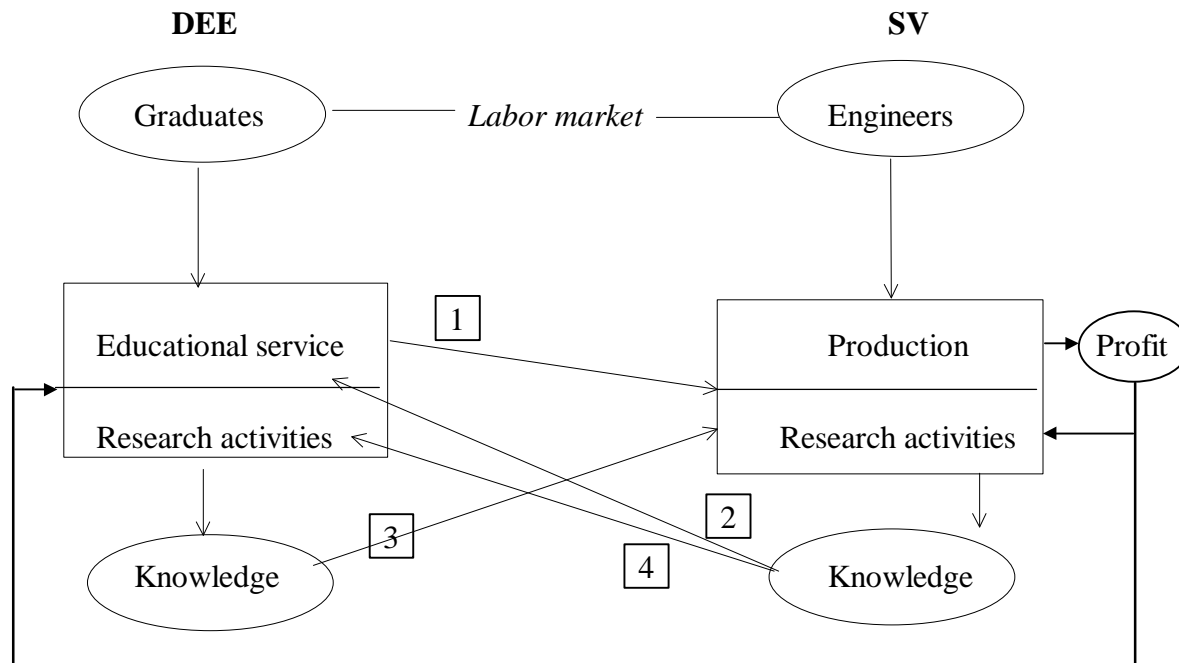 DEE SV
Graduates Labor market Engineers
1
Educational service Production Profit
Research activities Research activities
3 2
4
Knowledge Knowledge